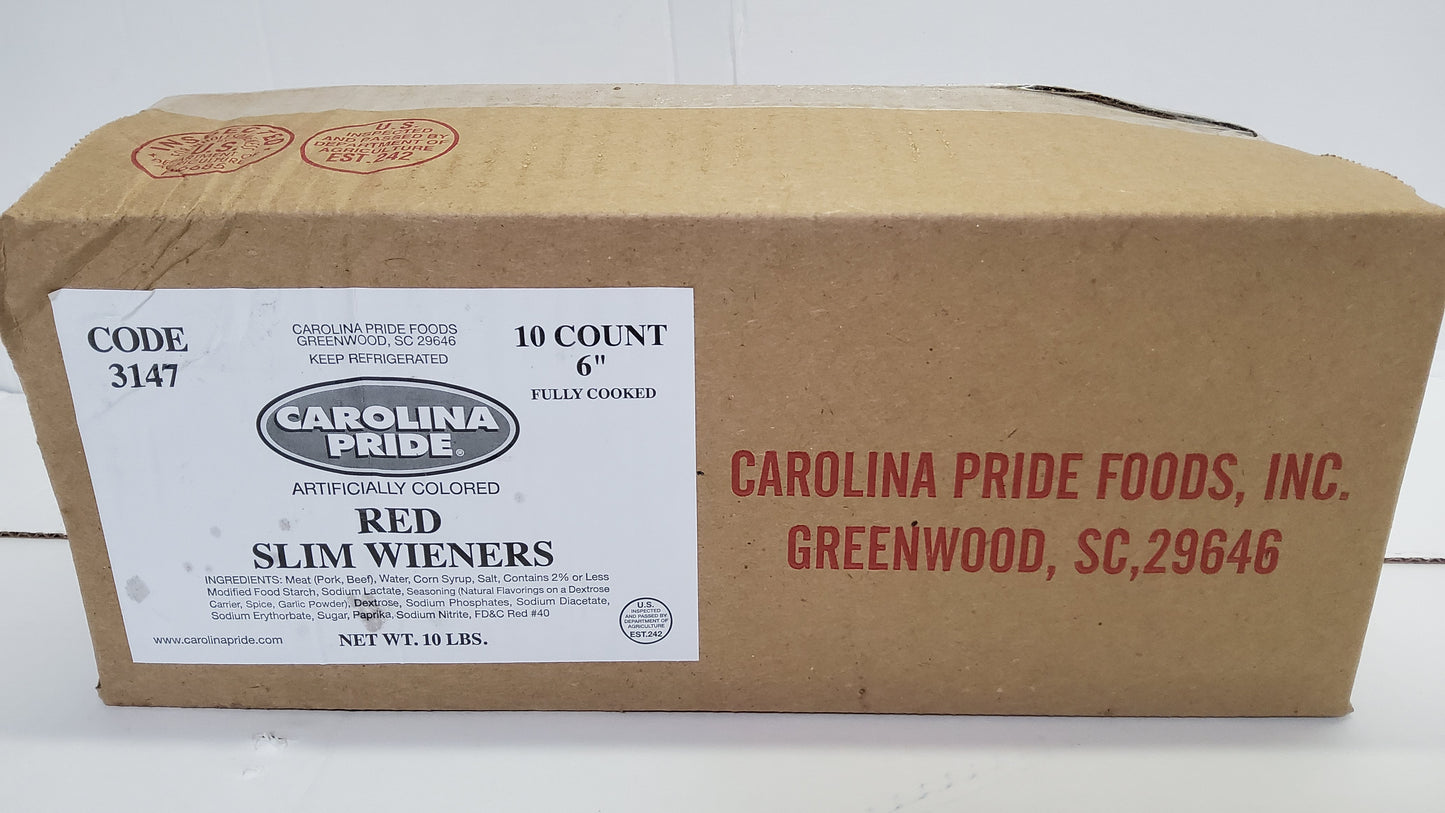 U.S.
INSPECTED
AND PASSED BY
DEPARTMENT OF
AGRICULTURE
EST.242
CODE
3147
CAROLINA PRIDE FOODS
GREENWOOD, SC 29646
KEEP REFRIGERATED
10 COUNT
6"
FULLY COOKED
CAROLINA
PRIDE®
ARTIFICIALLY COLORED
RED
SLIM WIENERS
INGREDIENTS: Meat (Pork, Beef), Water, Corn Syrup, Salt, Contains 2% or Less
Modified Food Starch, Sodium Lactate, Seasoning (Natural Flavorings on a Dextrose
Carrier, Spice, Garlic Powder), Dextrose, Sodium Phosphates, Sodium Diacetate,
Sodium Erythorbate, Sugar, Paprika, Sodium Nitrite, FD&C Red #40
www.carolinapride.com
NET WT. 10 LBS.
U.S.
INSPECTED
AND PASSED BY
DEPARTMENT OF
AGRICULTURE
EST.242
CAROLINA PRIDE FOODS, INC.
GREENWOOD, SC,29646